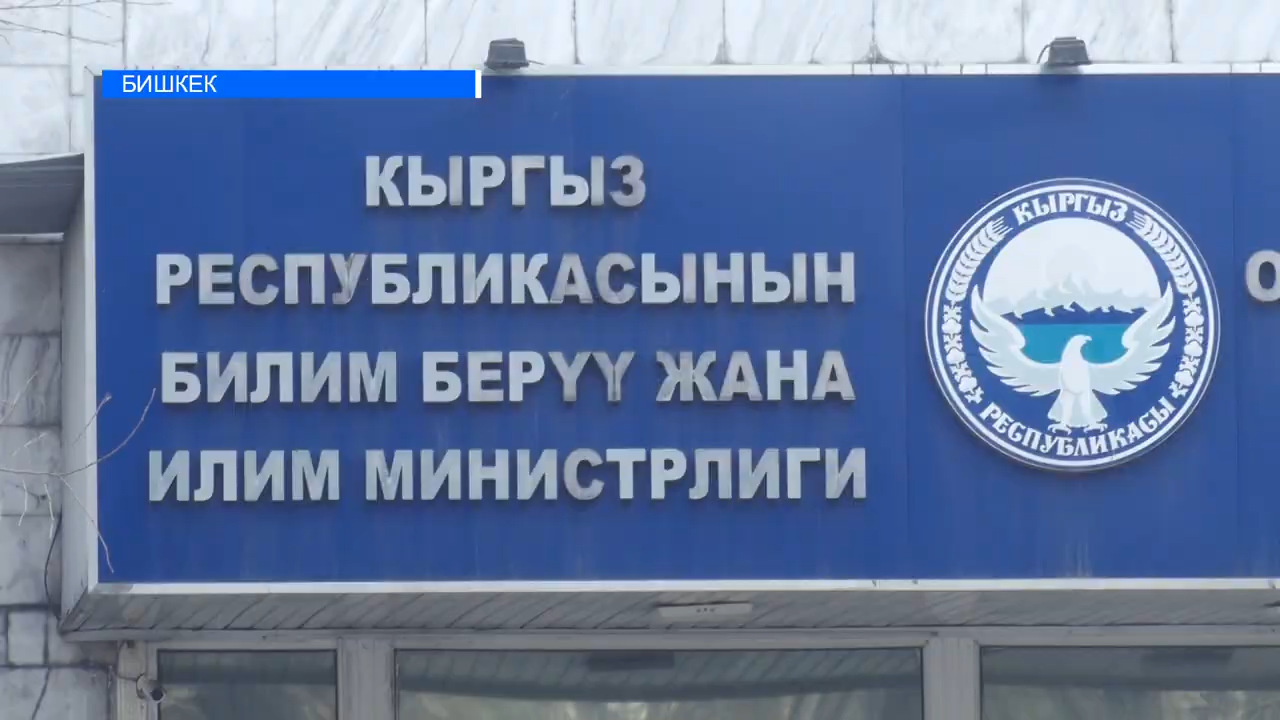 БИШКЕК
КЫРГЫЗ
РЕСПУБЛИКАСЫНЫН
БИЛИМ БЕРҮҮ ЖАНА
ИЛИМ МИНИСТРЛИГИ
КЫРГЫЗ
РЕСПУБЛИКАСЫ